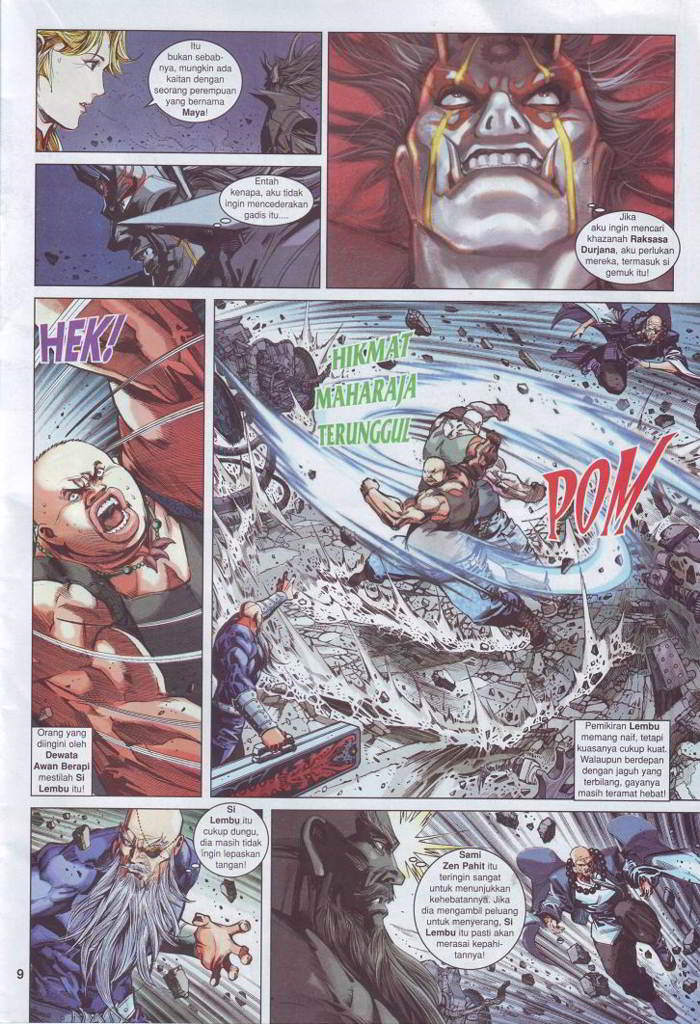 Itu
bukan sebab-
nya, mungkin ada
kaitan dengan
seorang perempuan
yang bernama
Maya!
Entah
kenapa, aku tidak
ingin mencederakan
gadis itu....
Jika
aku ingin mencari
khazanah Raksasa
Durjana, aku perlukan
mereka, termasuk si
gemuk itu!
HEK!
Orang yang
diingini oleh
Dewata
Awan Berapi
mestilah Si
Lembu itu!
HIKMAT
MAHARAJA
TERUNGGUL
POM
Pemikiran Lembu
memang naif, tetapi
kuasanya cukup kuat.
Walaupun berdepan
dengan jaguh yang
terbilang, gayanya
masih teramat hebat!
Si
Lembu itu
cukup dungu,
dia masih tidak
ingin lepaskan
tangan!
Sami
Zen Pahit itu
teringin sangat
untuk menunjukkan
kehebatannya. Jika
dia mengambil peluang
untuk menyerang, Si
Lembu itu pasti akan
merasai kepahi-
tannya!
9